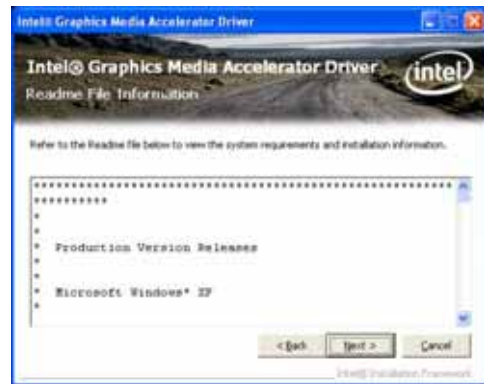 Intel® Graphics Media Accelerator Driver
Intel® Graphics Media Accelerator Driver
intel
Readme File Information
Refer to the Readme file below to view the system requirements and installation information.
*******************************************************
**********
*
*
* Production Version Releases
*
*
* Microsoft Windows* XP
*
< Back
Next >
Cancel
Intel® Installation Framework